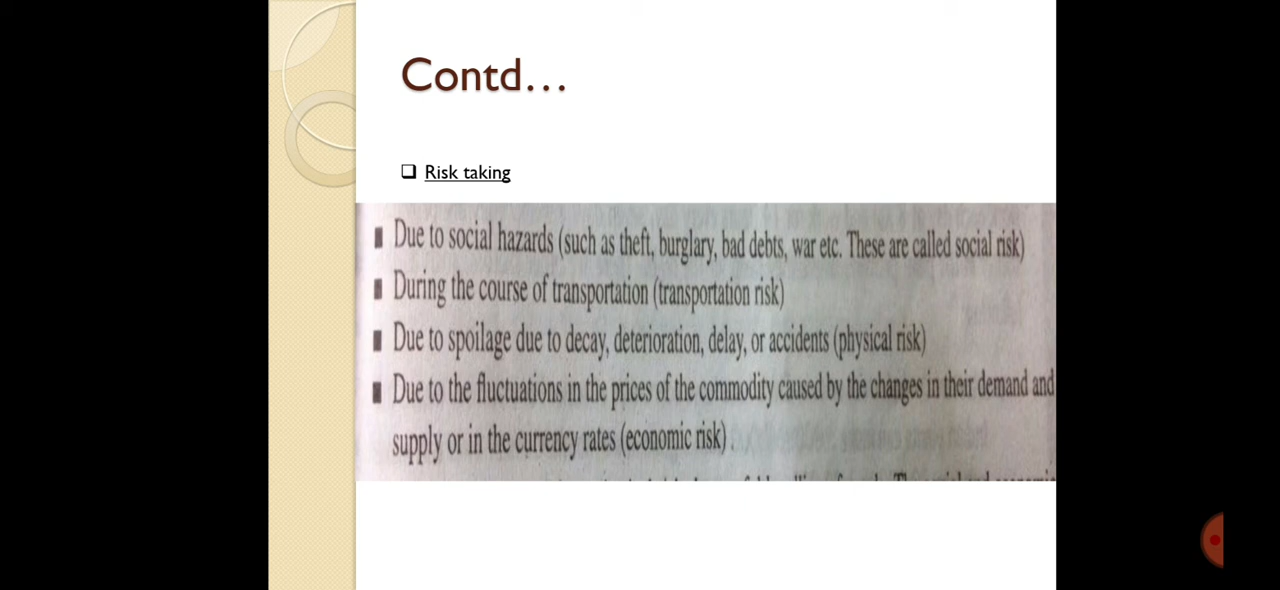 Contd...
Risk taking
Due to social hazards (such as theft, burglary, bad debts, war etc. These are called social risk)
During the course of transportation (transportation risk)
Due to spoilage due to decay, deterioration, delay, or accidents (physical risk)
Due to the fluctuations in the prices of the commodity caused by the changes in their demand and
supply or in the currency rates (economic risk) .